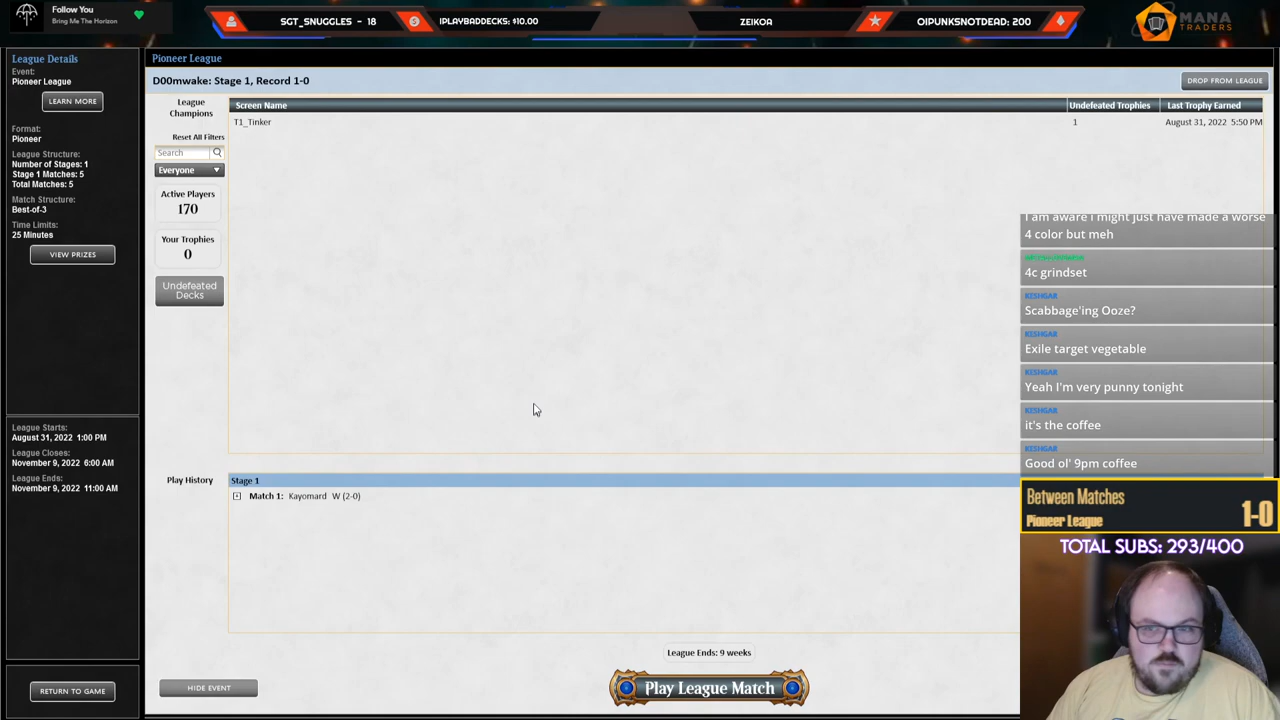 Follow You
Bring Me The Horizon
SGT_SNUGGLES - 18
IPLAYBADDECKS: $10.00
ZEIKOA
OIPUNKSNOTDEAD: 200
MANA
TRADERS
League Details
Event:
Pioneer League
LEARN MORE
Format:
Pioneer
League Structure:
Number of Stages: 1
Stage 1 Matches: 5
Total Matches: 5
Match Structure:
Best-of-3
Time Limits:
25 Minutes
VIEW PRIZES
League Starts:
August 31, 2022 1:00 PM
League Closes:
November 9, 2022 6:00 AM
League Ends:
November 9, 2022 11:00 AM
RETURN TO GAME
Pioneer League
D00mwake: Stage 1, Record 1-0
DROP FROM LEAGUE
League
Champions
Reset All Filters
Search
Everyone
Active Players
170
Your Trophies
0
Undefeated
Decks
Screen Name Undefeated Trophies Last Trophy Earned
T1_Tinker 1 August 31, 2022 5:50 PM
Play History
Stage 1
Match 1: Kayomard W (2-0)
League Ends: 9 weeks
HIDE EVENT
Play League Match
I am aware I might just have made a worse
4 color but meh
4c grindset
KESHGAR
Scabbage'ing Ooze?
KESHGAR
Exile target vegetable
KESHGAR
Yeah I'm very punny tonight
KESHGAR
it's the coffee
KESHGAR
Good ol' 9pm coffee
Between Matches
Pioneer League 1-0
TOTAL SUBS: 293/400